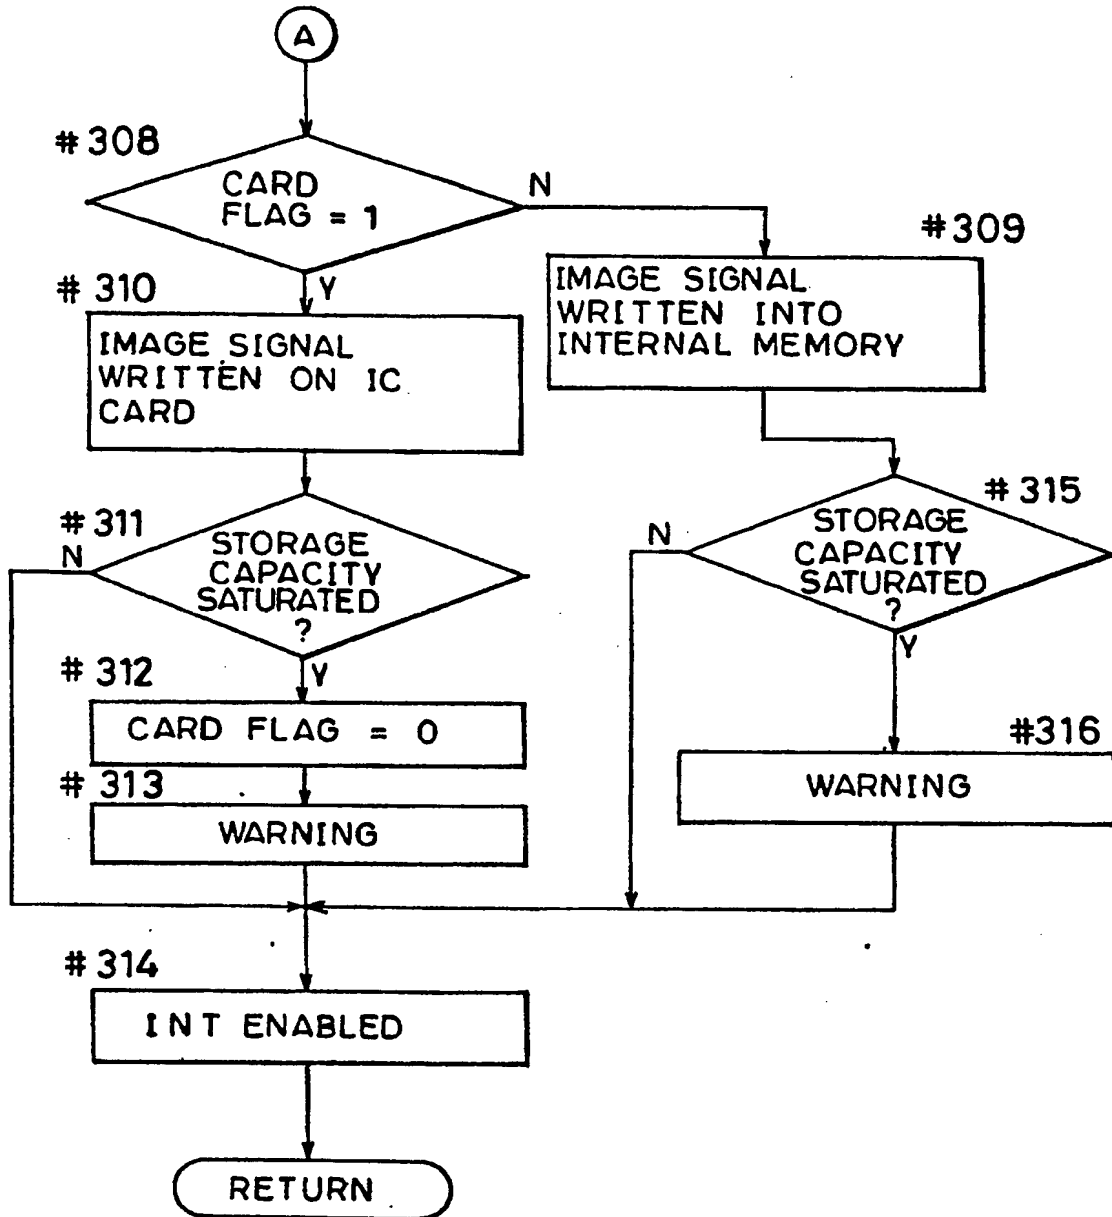 A
#308
CARD
FLAG = 1
N
Y
#309
IMAGE SIGNAL
WRITTEN INTO
INTERNAL MEMORY
#310
IMAGE SIGNAL
WRITTEN ON IC
CARD
#311
N
STORAGE
CAPACITY
SATURATED
?
Y
#315
N
STORAGE
CAPACITY
SATURATED
?
Y
#312
CARD FLAG = 0
#313
WARNING
#316
WARNING
#314
INT ENABLED
RETURN